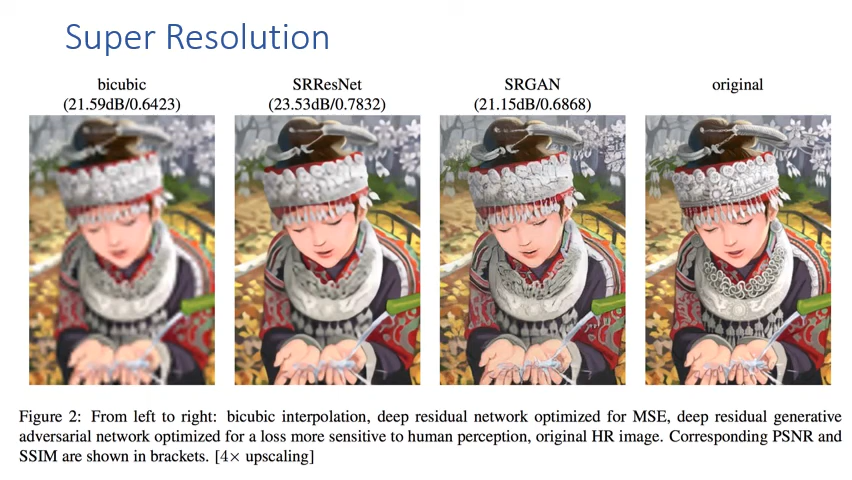 Super Resolution
bicubic
(21.59dB/0.6423)
SRResNet
(23.53dB/0.7832)
SRGAN
(21.15dB/0.6868)
original
Figure 2: From left to right: bicubic interpolation, deep residual network optimized for MSE, deep residual generative
adversarial network optimized for a loss more sensitive to human perception, original HR image. Corresponding PSNR and
SSIM are shown in brackets. [4× upscaling]